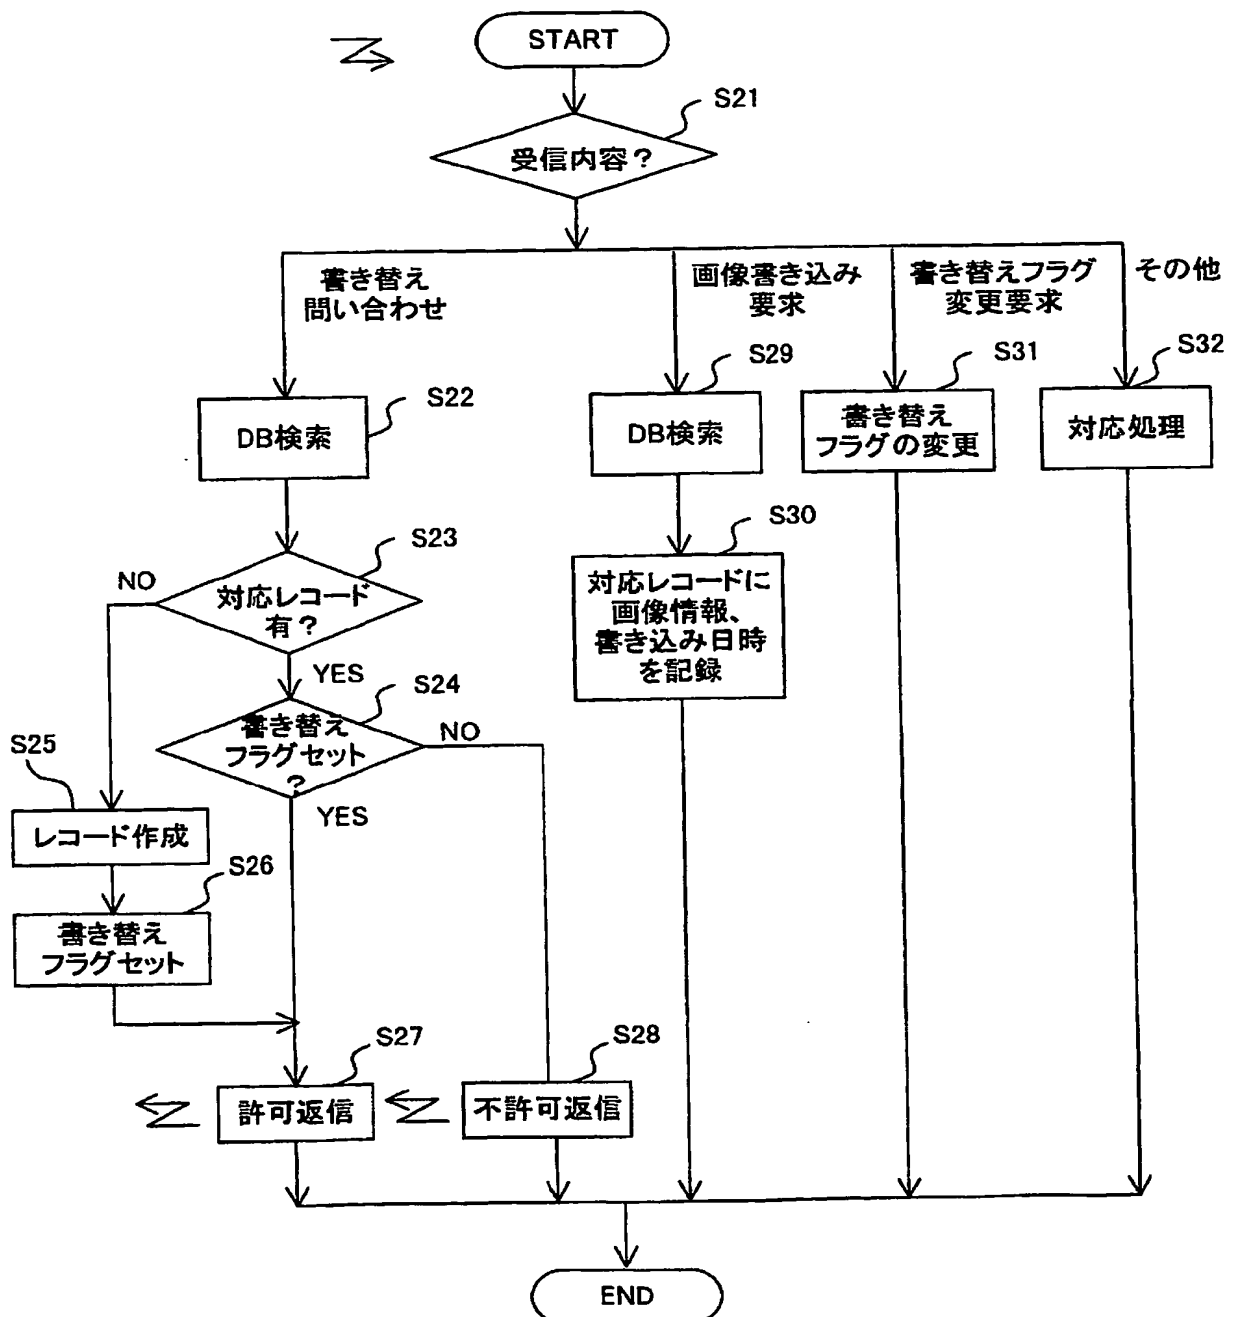 START
S21
受信内容？
書き替え
問い合わせ
画像書き込み
要求
書き替えフラグ
変更要求
その他
S22
DB検索
S29
DB検索
S31
書き替え
フラグの変更
S32
対応処理
S23
対応レコード
有？
NO
YES
S30
対応レコードに
画像情報、
書き込み日時
を記録
S24
書き替え
フラグセット
？
NO
YES
S25
レコード作成
S26
書き替え
フラグセット
S27
許可返信
S28
不許可返信
END